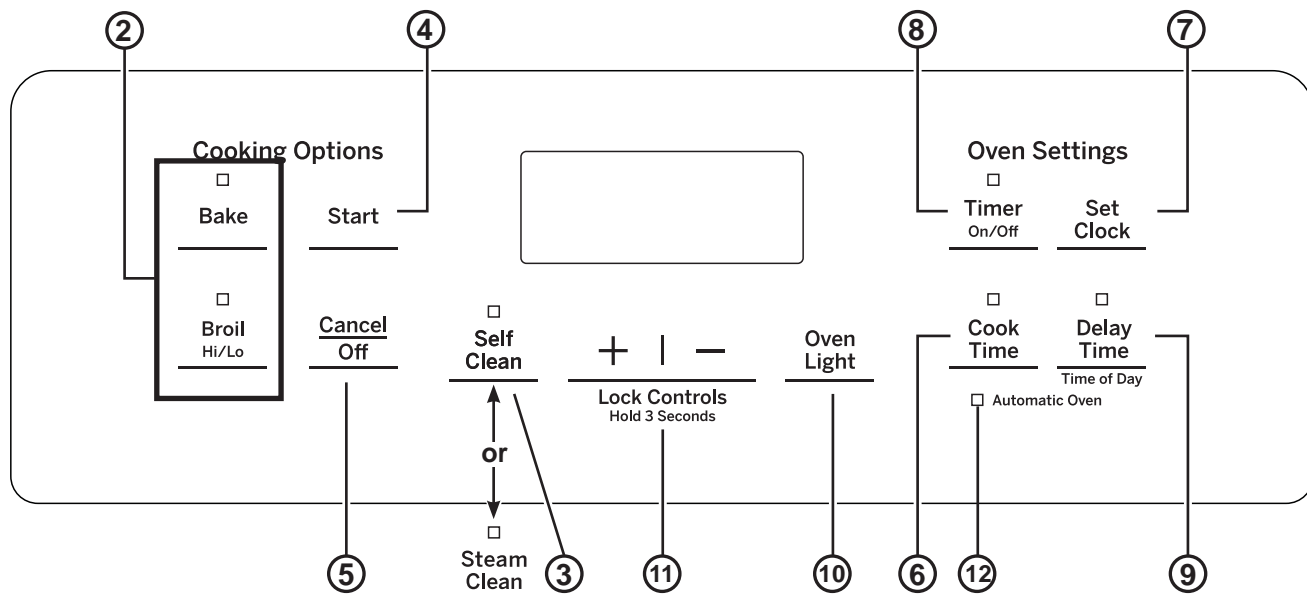 2
4
8
7
Cooking Options
Oven Settings
Bake
Start
Timer
On/Off
Set
Clock
Broil
Hi/Lo
Cancel
Off
Self
Clean
+ | −
Lock Controls
Hold 3 Seconds
Oven
Light
Cook
Time
Delay
Time
Time of Day
Automatic Oven
or
Steam
Clean
5
3
11
10
6
12
9